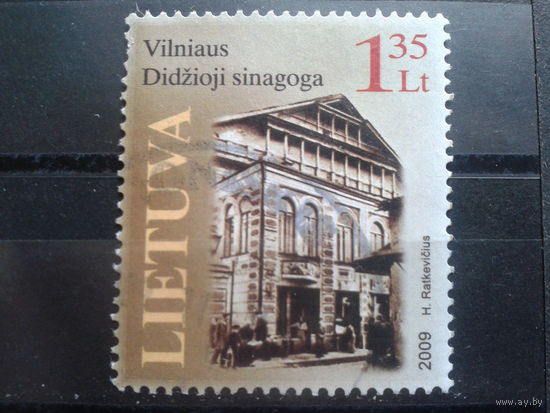 Vilniaus
Didžioji sinagoga
1 35
Lt
LIETUVA
2009 H. Ratkevičius
www.ay.by